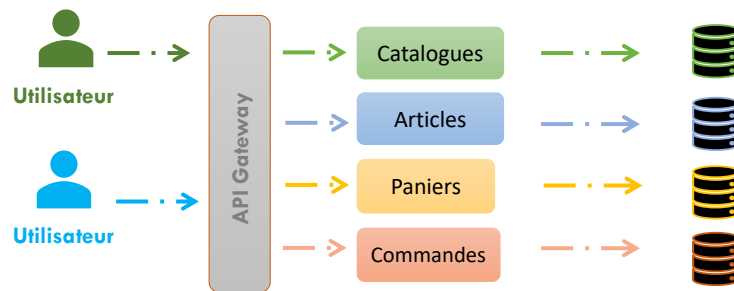 Utilisateur
Utilisateur
API Gateway
Catalogues
Articles
Paniers
Commandes